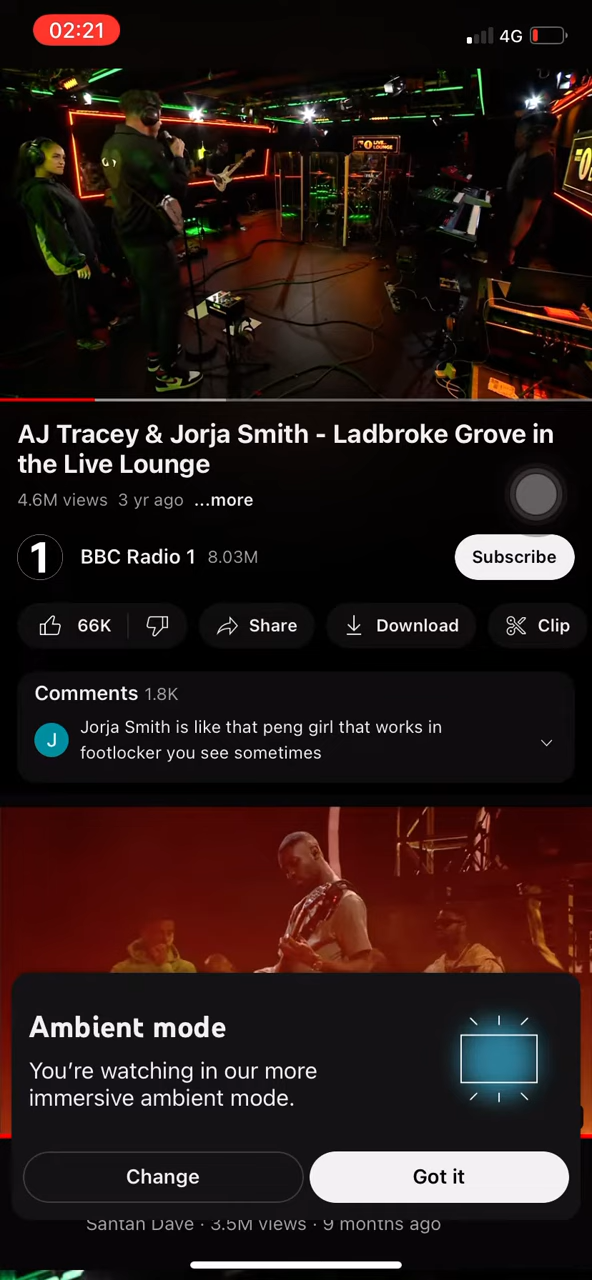 02:21
4G
LIVE
LOUNGE
AJ Tracey & Jorja Smith - Ladbroke Grove in
the Live Lounge
4.6M views 3 yr ago ...more
1 BBC Radio 1 8.03M
Subscribe
66K
Share
Download
Clip
Comments 1.8K
J
Jorja Smith is like that peng girl that works in
footlocker you see sometimes
Ambient mode
You're watching in our more
immersive ambient mode.
Change
Got it
Santan Dave · 3.5M views · 9 months ago